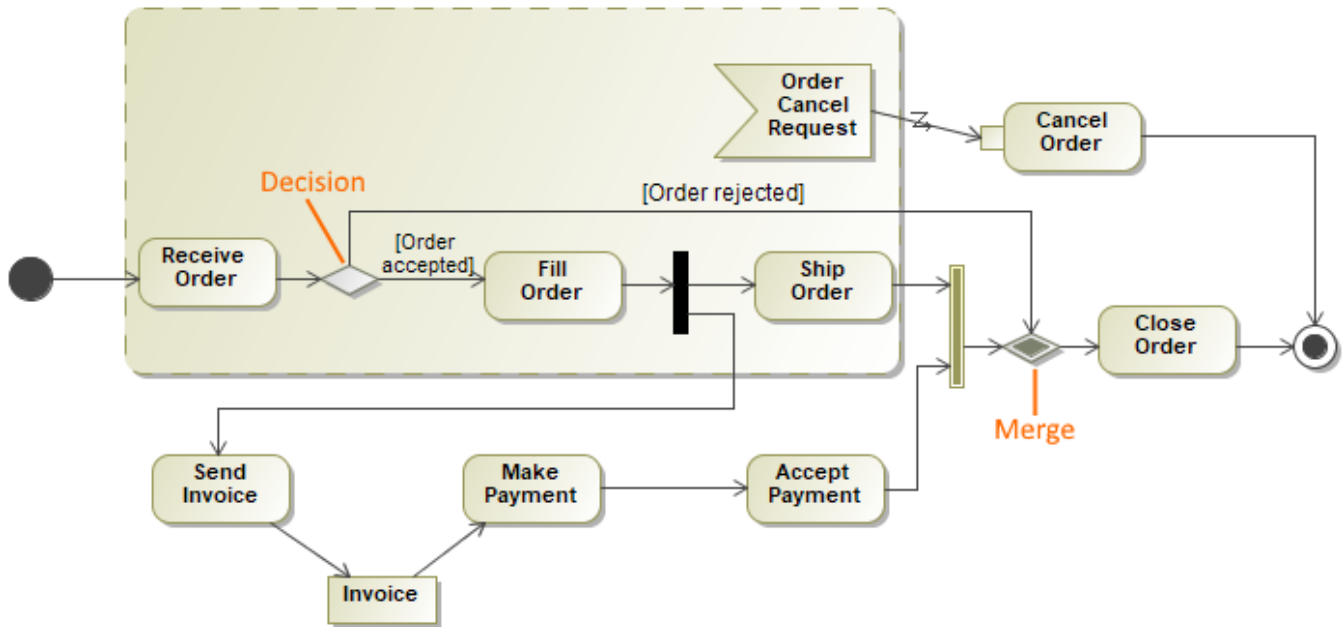 Order
Cancel
Request
Cancel
Order
Decision
[Order rejected]
Receive
Order
[Order
accepted]
Fill
Order
Ship
Order
Close
Order
Merge
Send
Invoice
Make
Payment
Accept
Payment
Invoice